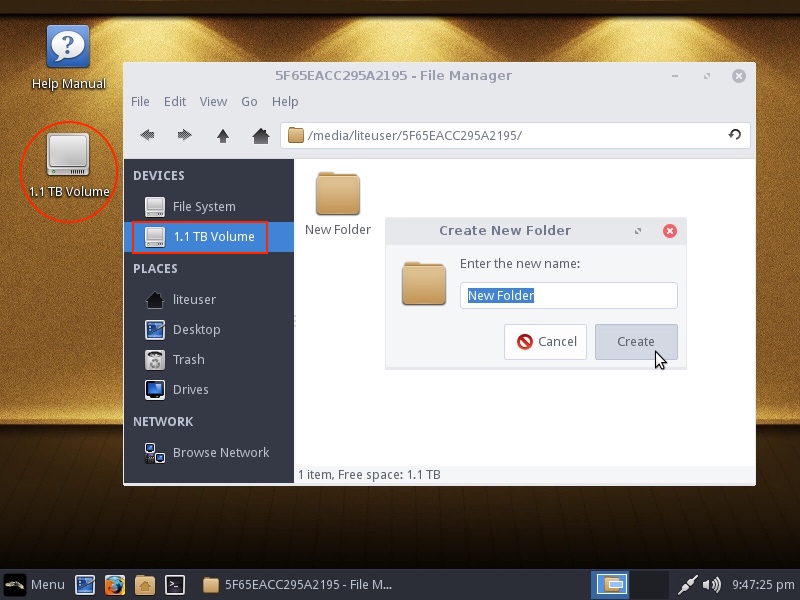 Help Manual
1.1 TB Volume
5F65EACC295A2195 - File Manager
File Edit View Go Help
/media/liteuser/5F65EACC295A2195/
DEVICES
File System
1.1 TB Volume
PLACES
liteuser
Desktop
Trash
Drives
NETWORK
Browse Network
New Folder
Create New Folder
Enter the new name:
New Folder
Cancel Create
1 item, Free space: 1.1 TB
Menu 5F65EACC295A2195 - File M... 9:47:25 pm